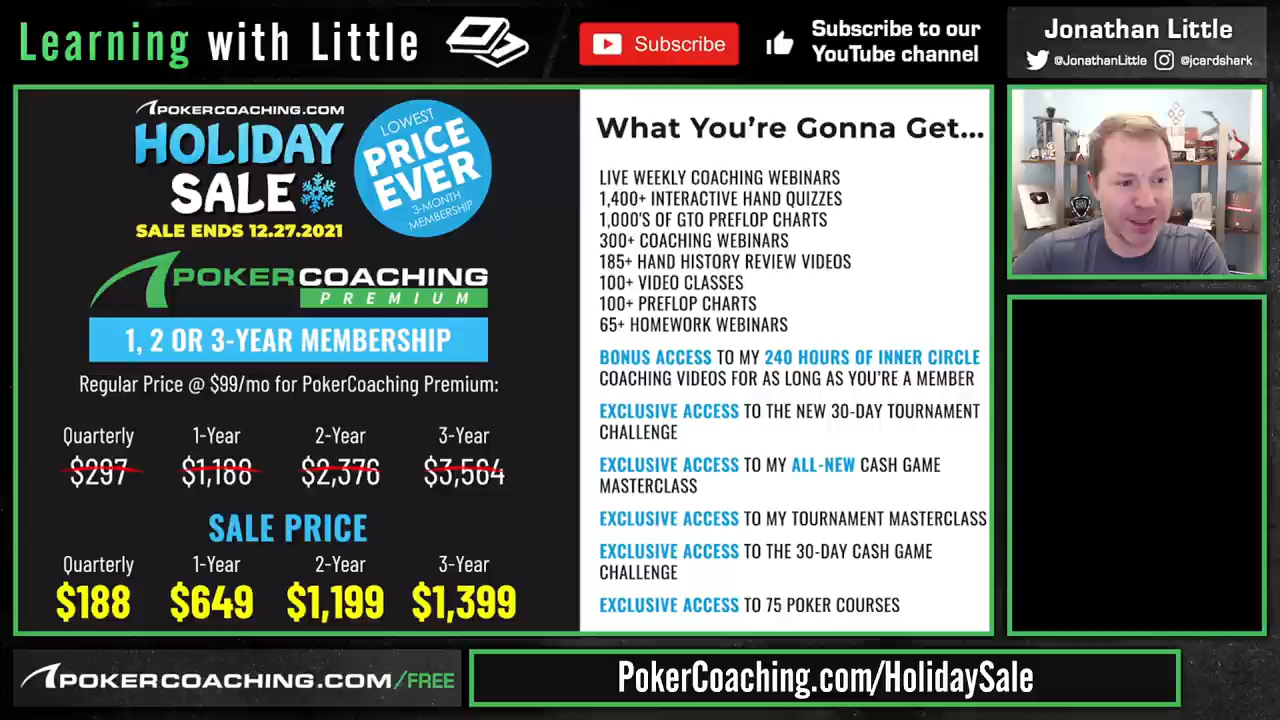 Learning with Little
Subscribe
Subscribe to our
YouTube channel
Jonathan Little
@JonathanLittle
@jcardshark
POKERCOACHING.COM
HOLIDAY
SALE
SALE ENDS 12.27.2021
LOWEST
PRICE
EVER
3-MONTH
MEMBERSHIP
POKERCOACHING
PREMIUM
1, 2 OR 3-YEAR MEMBERSHIP
Regular Price @ $99/mo for PokerCoaching Premium:
Quarterly 1-Year 2-Year 3-Year
$297 $1,188 $2,376 $3,564
SALE PRICE
Quarterly 1-Year 2-Year 3-Year
$188 $649 $1,199 $1,399
What You're Gonna Get...
LIVE WEEKLY COACHING WEBINARS
1,400+ INTERACTIVE HAND QUIZZES
1,000'S OF GTO PREFLOP CHARTS
300+ COACHING WEBINARS
185+ HAND HISTORY REVIEW VIDEOS
100+ VIDEO CLASSES
100+ PREFLOP CHARTS
65+ HOMEWORK WEBINARS
BONUS ACCESS TO MY 240 HOURS OF INNER CIRCLE
COACHING VIDEOS FOR AS LONG AS YOU'RE A MEMBER
EXCLUSIVE ACCESS TO THE NEW 30-DAY TOURNAMENT
CHALLENGE
EXCLUSIVE ACCESS TO MY ALL-NEW CASH GAME
MASTERCLASS
EXCLUSIVE ACCESS TO MY TOURNAMENT MASTERCLASS
EXCLUSIVE ACCESS TO THE 30-DAY CASH GAME
CHALLENGE
EXCLUSIVE ACCESS TO 75 POKER COURSES
POKERCOACHING.COM/FREE
PokerCoaching.com/HolidaySale